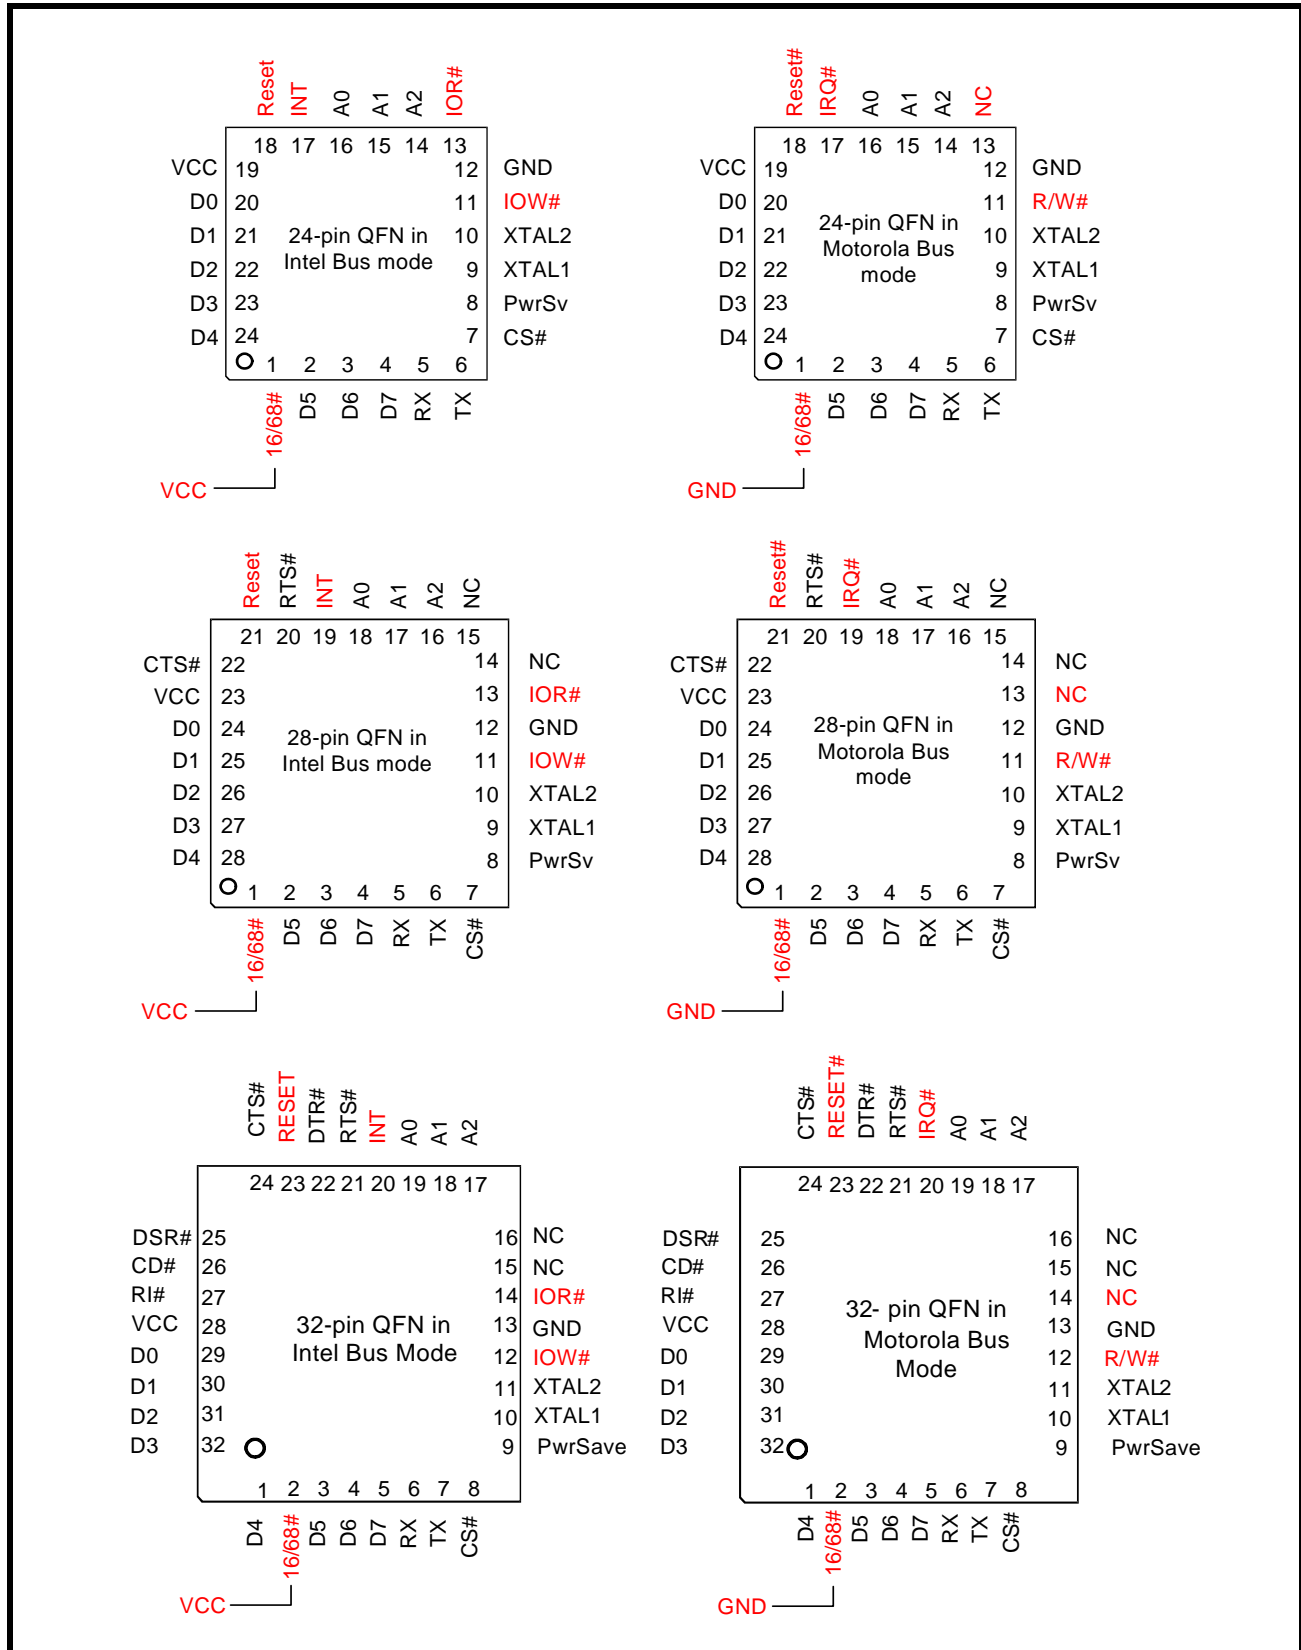 Reset INT A0 A1 A2 IOR#
18 17 16 15 14 13
VCC 19 12 GND
D0 20 11 IOW#
D1 21 24-pin QFN in 10 XTAL2
D2 22 Intel Bus mode 9 XTAL1
D3 23 8 PwrSv
D4 24 7 CS#
1 2 3 4 5 6
16/68# D5 D6 D7 RX TX
VCC
Reset# IRQ# A0 A1 A2 NC
18 17 16 15 14 13
VCC 19 12 GND
D0 20 11 R/W#
D1 21 24-pin QFN in 10 XTAL2
D2 22 Motorola Bus 9 XTAL1
mode
D3 23 8 PwrSv
D4 24 7 CS#
1 2 3 4 5 6
16/68# D5 D6 D7 RX TX
GND
Reset RTS# INT A0 A1 A2 NC
21 20 19 18 17 16 15
CTS# 22 14 NC
VCC 23 13 IOR#
D0 24 28-pin QFN in 12 GND
D1 25 Intel Bus mode 11 IOW#
D2 26 10 XTAL2
D3 27 9 XTAL1
D4 28 8 PwrSv
1 2 3 4 5 6 7
16/68# D5 D6 D7 RX TX CS#
VCC
Reset# RTS# IRQ# A0 A1 A2 NC
21 20 19 18 17 16 15
CTS# 22 14 NC
VCC 23 13 NC
D0 24 28-pin QFN in 12 GND
D1 25 Motorola Bus 11 R/W#
mode
D2 26 10 XTAL2
D3 27 9 XTAL1
D4 28 8 PwrSv
1 2 3 4 5 6 7
16/68# D5 D6 D7 RX TX CS#
GND
CTS# RESET DTR# RTS# INT A0 A1 A2
24 23 22 21 20 19 18 17
DSR# 25 16 NC
CD# 26 15 NC
RI# 27 14 IOR#
VCC 28 32-pin QFN in 13 GND
D0 29 Intel Bus Mode 12 IOW#
D1 30 11 XTAL2
D2 31 10 XTAL1
D3 32 9 PwrSave
1 2 3 4 5 6 7 8
D4 16/68# D5 D6 D7 RX TX CS#
VCC
CTS# RESET# DTR# RTS# IRQ# A0 A1 A2
24 23 22 21 20 19 18 17
DSR# 25 16 NC
CD# 26 15 NC
RI# 27 32- pin QFN in 14 NC
VCC 28 Motorola Bus 13 GND
D0 29 Mode 12 R/W#
D1 30 11 XTAL2
D2 31 10 XTAL1
D3 32 9 PwrSave
1 2 3 4 5 6 7 8
D4 16/68# D5 D6 D7 RX TX CS#
GND